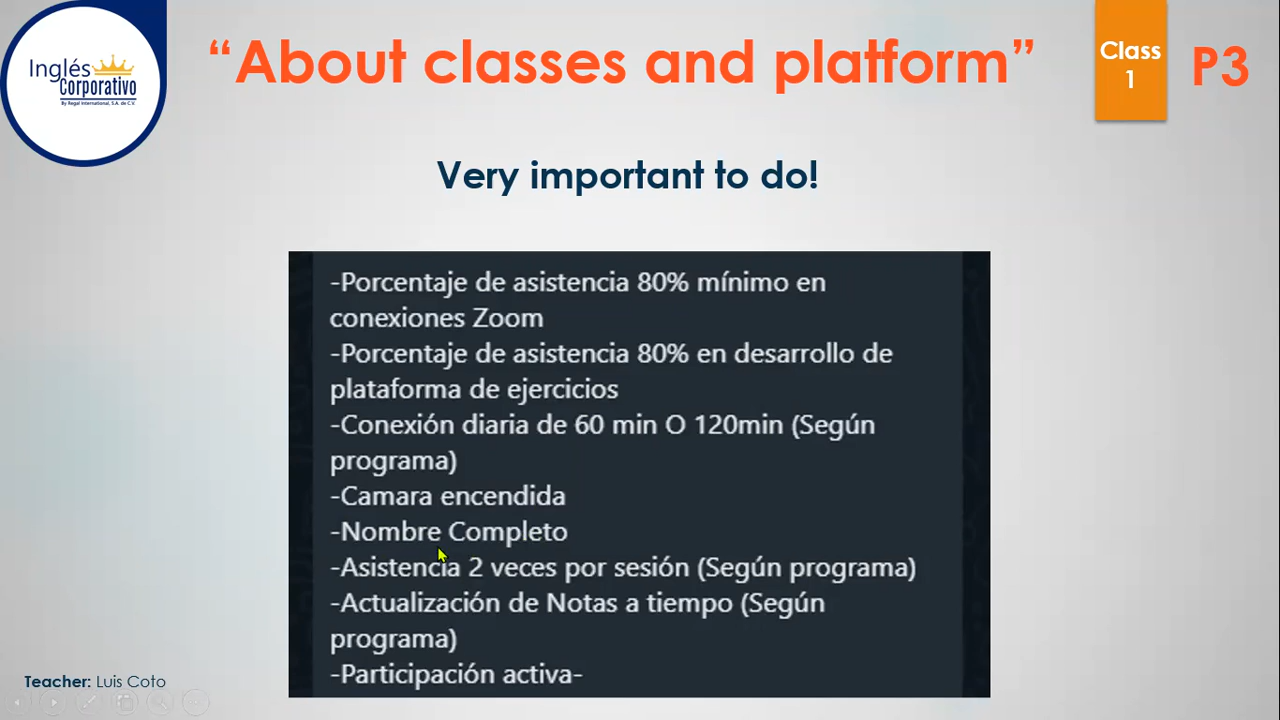 Inglés
Corporativo
By Regal International, S.A. de C.V.
“About classes and platform”
Class
1
P3
Very important to do!
-Porcentaje de asistencia 80% mínimo en
conexiones Zoom
-Porcentaje de asistencia 80% en desarrollo de
plataforma de ejercicios
-Conexión diaria de 60 min O 120min (Según
programa)
-Camara encendida
-Nombre Completo
-Asistencia 2 veces por sesión (Según programa)
-Actualización de Notas a tiempo (Según
programa)
-Participación activa-
Teacher: Luis Coto